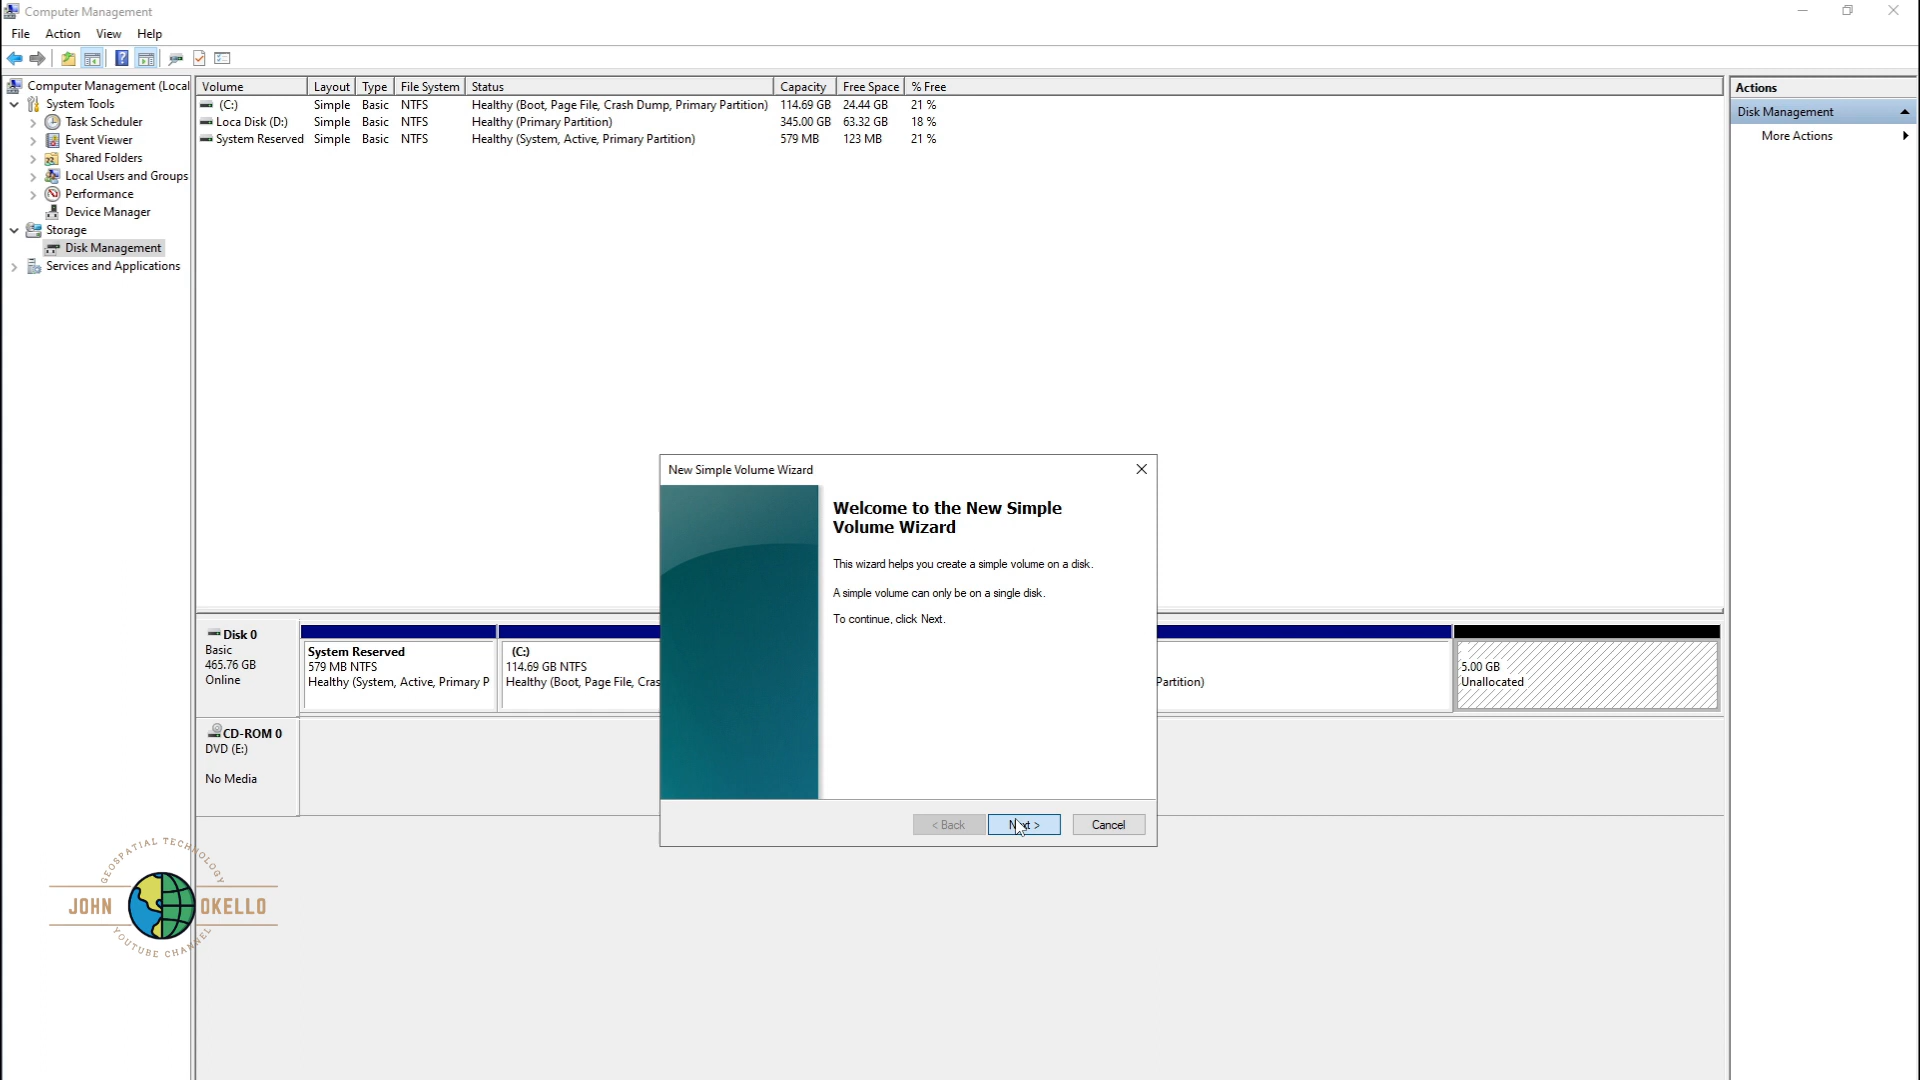 Computer Management
File Action View Help
Computer Management (Local
System Tools
Task Scheduler
Event Viewer
Shared Folders
Local Users and Groups
Performance
Device Manager
Storage
Disk Management
Services and Applications
Volume Layout Type File System Status Capacity Free Space % Free
(C:) Simple Basic NTFS Healthy (Boot, Page File, Crash Dump, Primary Partition) 114.69 GB 24.44 GB 21 %
Loca Disk (D:) Simple Basic NTFS Healthy (Primary Partition) 345.00 GB 63.32 GB 18 %
System Reserved Simple Basic NTFS Healthy (System, Active, Primary Partition) 579 MB 123 MB 21 %
Actions
Disk Management
More Actions
New Simple Volume Wizard
Welcome to the New Simple
Volume Wizard
This wizard helps you create a simple volume on a disk.
A simple volume can only be on a single disk.
To continue, click Next.
< Back Next > Cancel
Disk 0
Basic
465.76 GB
Online
System Reserved
579 MB NTFS
Healthy (System, Active, Primary P
(C:)
114.69 GB NTFS
Healthy (Boot, Page File, Cras
Partition)
5.00 GB
Unallocated
CD-ROM 0
DVD (E:)
No Media
GEOSPATIAL TECHNOLOGY
JOHN OKELLO
YOUTUBE CHANNEL